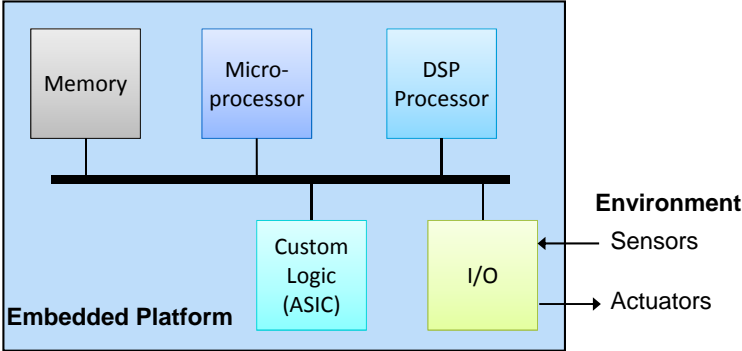 Memory
Micro-
processor
DSP
Processor
Custom
Logic
(ASIC)
I/O
Environment
Sensors
Actuators
Embedded Platform